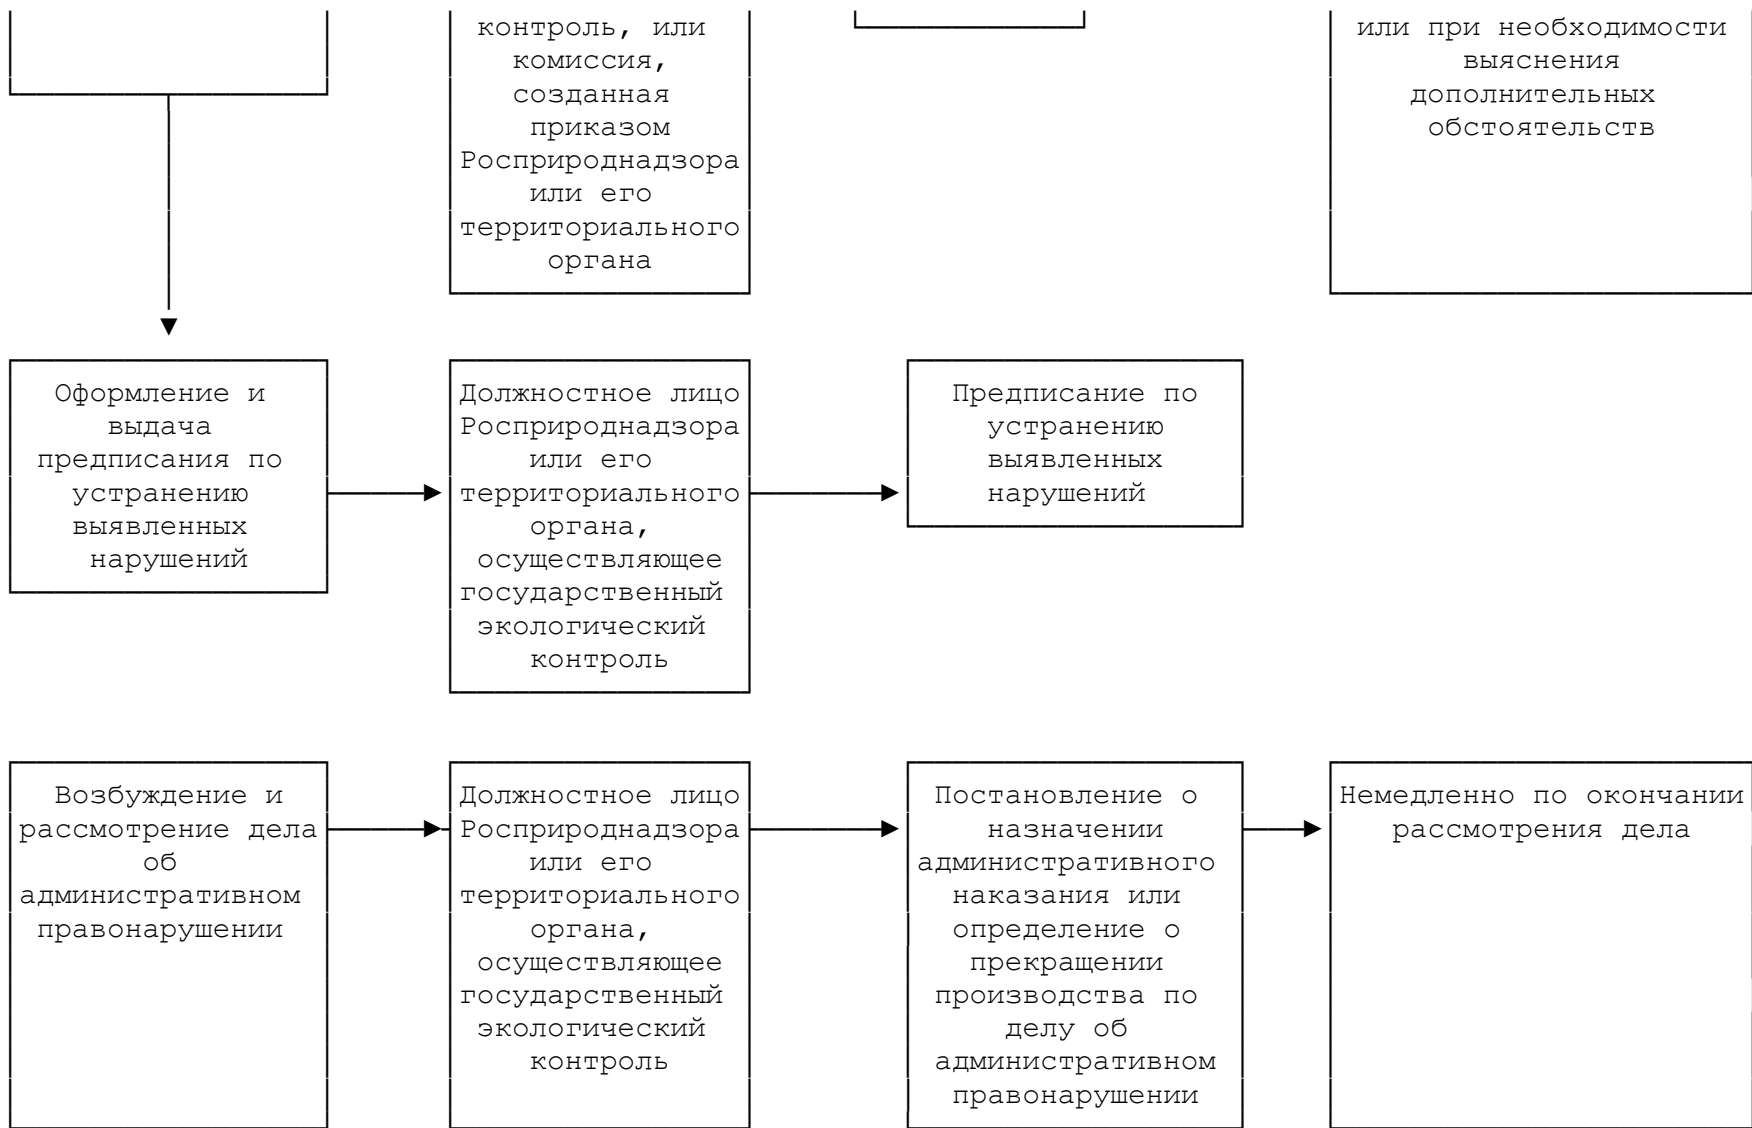 контроль, или
комиссия,
созданная
приказом
Росприроднадзора
или его
территориального
органа
или при необходимости
выяснения
дополнительных
обстоятельств
Оформление и
выдача
предписания по
устранению
выявленных
нарушений
Должностное лицо
Росприроднадзора
или его
территориального
органа,
осуществляющее
государственный
экологический
контроль
Предписание по
устранению
выявленных
нарушений
Возбуждение и
рассмотрение дела
об
административном
правонарушении
Должностное лицо
Росприроднадзора
или его
территориального
органа,
осуществляющее
государственный
экологический
контроль
Постановление о
назначении
административного
наказания или
определение о
прекращении
производства по
делу об
административном
правонарушении
Немедленно по окончании
рассмотрения дела